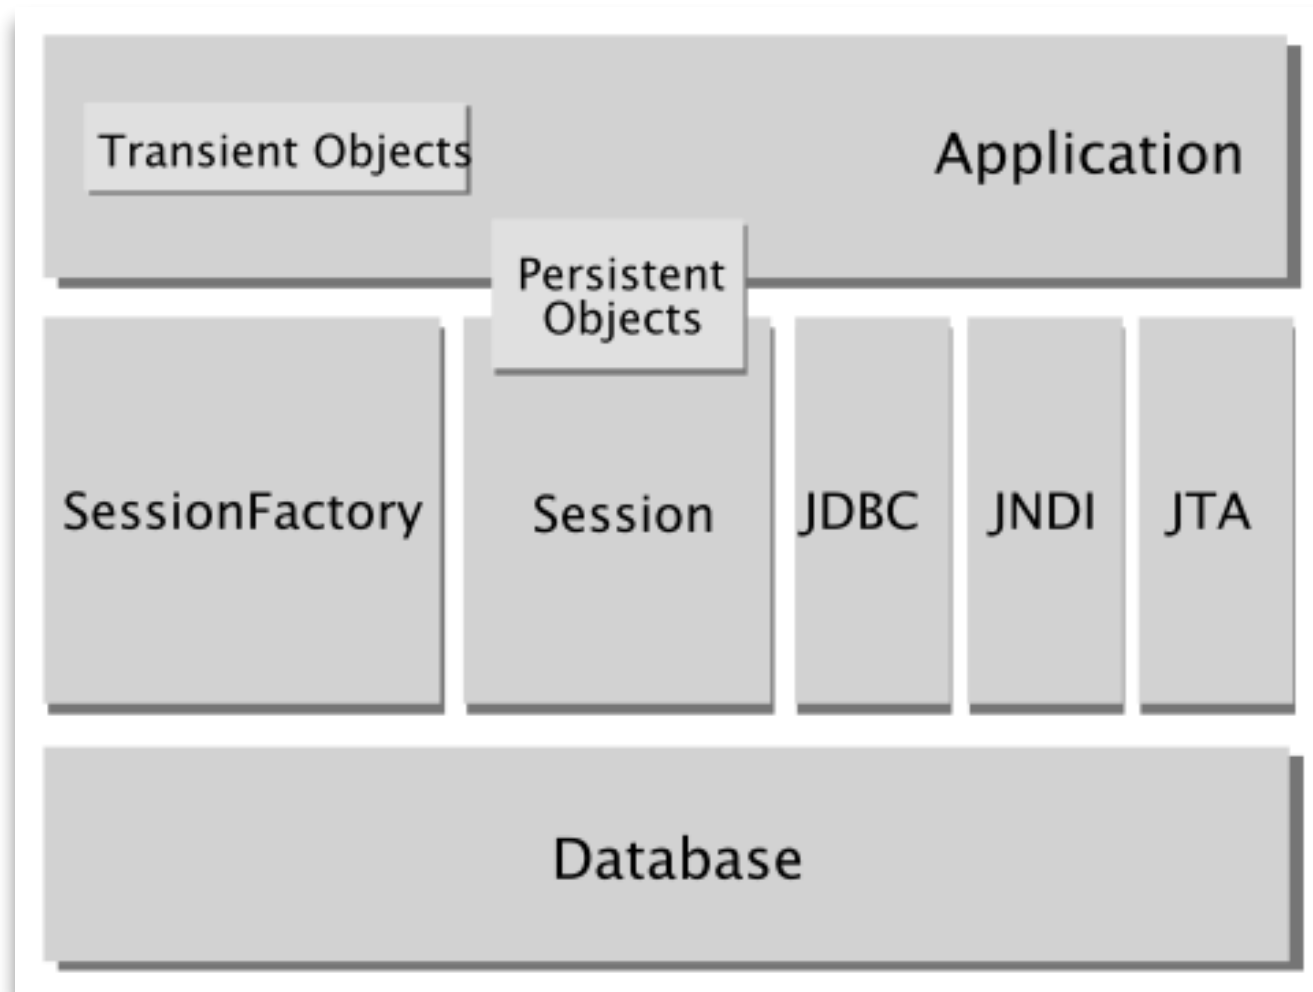 Transient Objects
Application
Persistent
Objects
SessionFactory
Session
JDBC
JNDI
JTA
Database